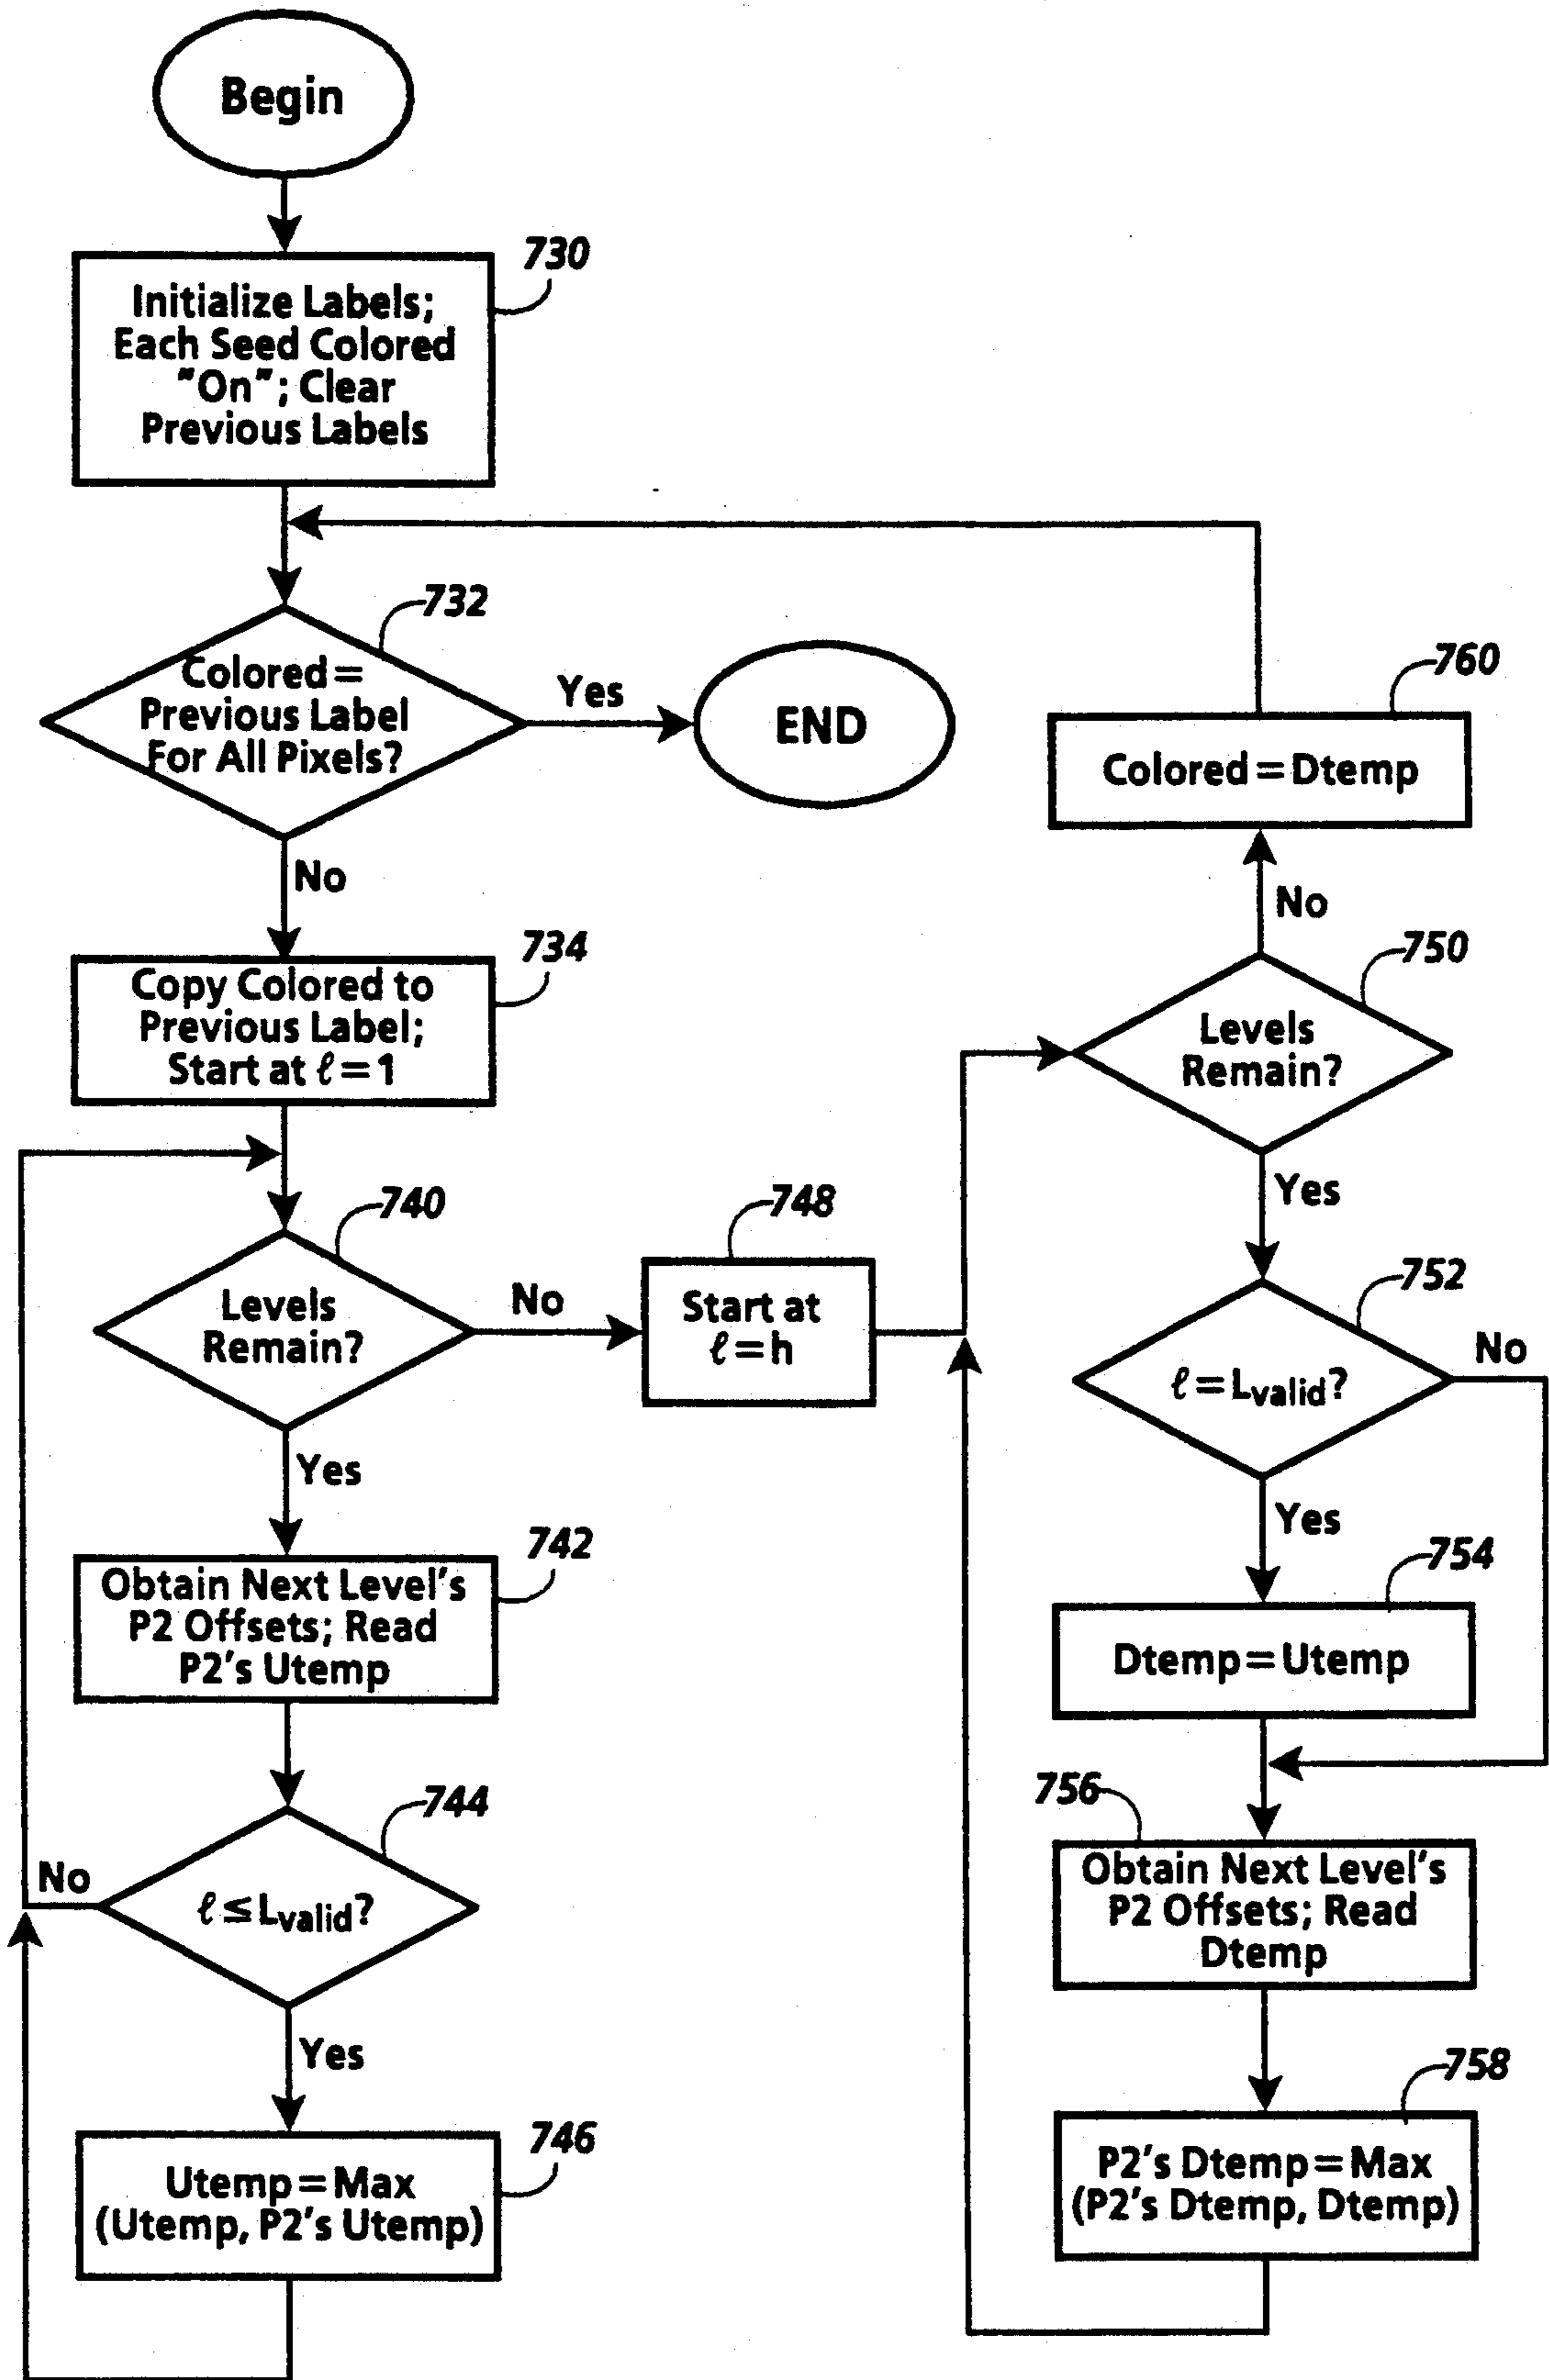 Begin
730
Initialize Labels;
Each Seed Colored
"On"; Clear
Previous Labels
732
Colored =
Previous Label
For All Pixels?
Yes
END
No
734
Copy Colored to
Previous Label;
Start at ℓ = 1
740
Levels
Remain?
No
748
Start at
ℓ = h
Yes
742
Obtain Next Level's
P2 Offsets; Read
P2's Utemp
744
No
ℓ ≤ Lvalid?
Yes
746
Utemp = Max
(Utemp, P2's Utemp)
760
Colored = Dtemp
No
750
Levels
Remain?
Yes
752
No
ℓ = Lvalid?
Yes
754
Dtemp = Utemp
756
Obtain Next Level's
P2 Offsets; Read
Dtemp
758
P2's Dtemp = Max
(P2's Dtemp, Dtemp)